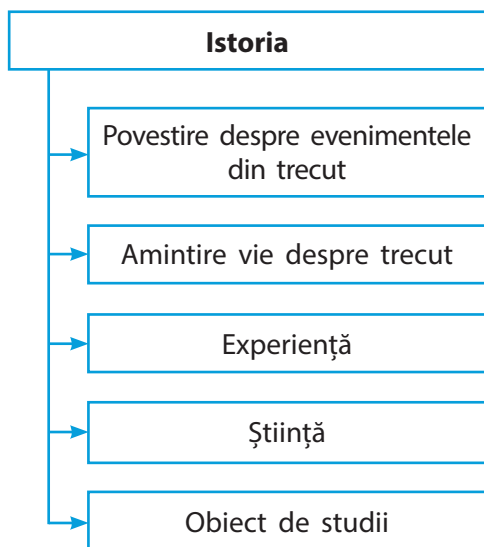 Istoria
Povestire despre evenimentele
din trecut
Amintire vie despre trecut
Experiență
Știință
Obiect de studii